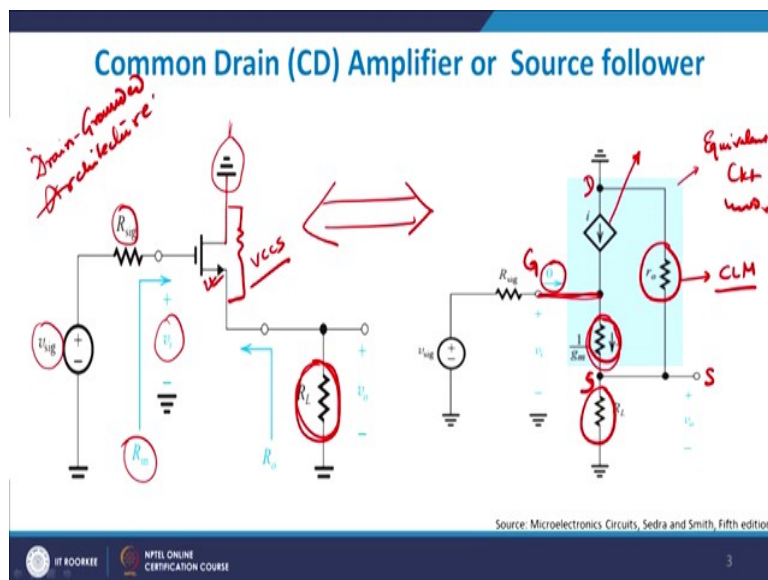 Common Drain (CD) Amplifier or Source follower
Drain-Grounded
Architecture
Rsig
vsig
+
−
+
vi
−
Rin
VCCS
RL
Ro
+
vo
−
Rsig
vsig
+
−
G
0
+
vi
−
D
i
1
gm
ro
CLM
S
S
RL
+
vo
−
Equivalen
Ckt
Source: Microelectronics Circuits, Sedra and Smith, Fifth edition
IIT ROORKEE
NPTEL ONLINE
CERTIFICATION COURSE
3